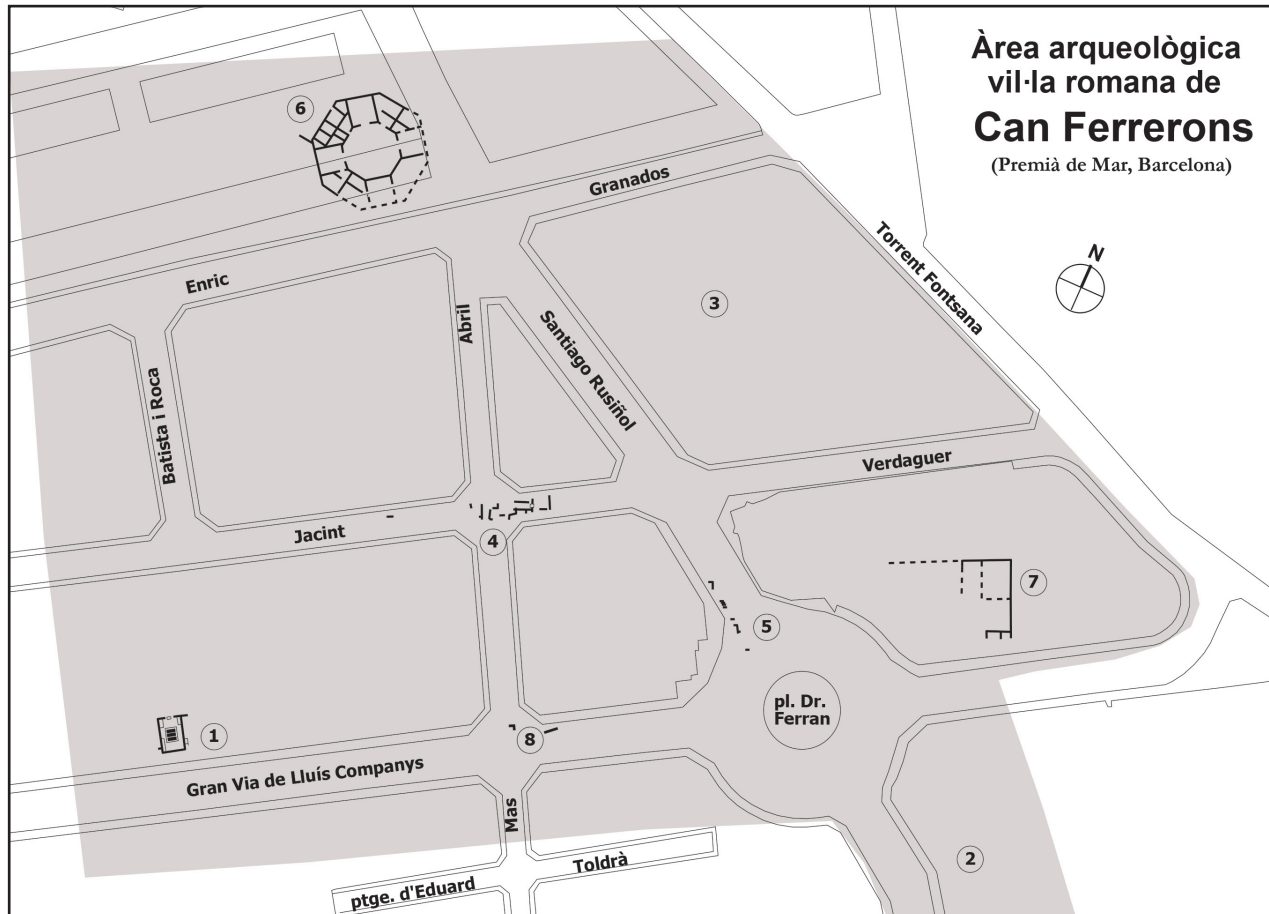 Àrea arqueològica
vil·la romana de
Can Ferrerons
(Premià de Mar, Barcelona)
6
Granados
Torrent Fontsana
N
Enric
3
Abril
Santiago Rusiñol
Batista i Roca
Verdaguer
Jacint
4
7
5
pl. Dr.
Ferran
1
8
Gran Via de Lluís Companys
Mas
2
Toldrà
ptge. d'Eduard